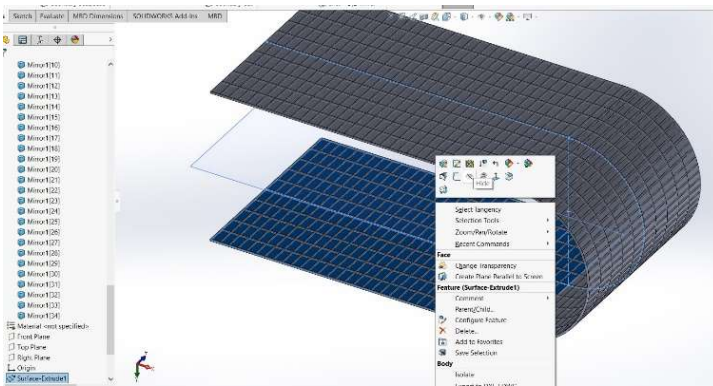 Sketch Evaluate MBD Dimensions SOLIDWORKS Add-Ins MBD
Mirror1[10]
Mirror1[11]
Mirror1[12]
Mirror1[13]
Mirror1[14]
Mirror1[15]
Mirror1[16]
Mirror1[17]
Mirror1[18]
Mirror1[19]
Mirror1[20]
Mirror1[21]
Mirror1[22]
Mirror1[23]
Mirror1[24]
Mirror1[25]
Mirror1[26]
Mirror1[27]
Mirror1[28]
Mirror1[29]
Mirror1[30]
Mirror1[31]
Mirror1[32]
Mirror1[33]
Mirror1[34]
Material <not specified>
Front Plane
Top Plane
Right Plane
Origin
Surface-Extrude1
Hide
Select Tangency
Selection Tools
Zoom/Pan/Rotate
Recent Commands
Face
Change Transparency
Create Plane Parallel to Screen
Feature (Surface-Extrude1)
Comment
Parent/Child...
Configure Feature
Delete...
Add to Favorites
Save Selection
Body
Isolate